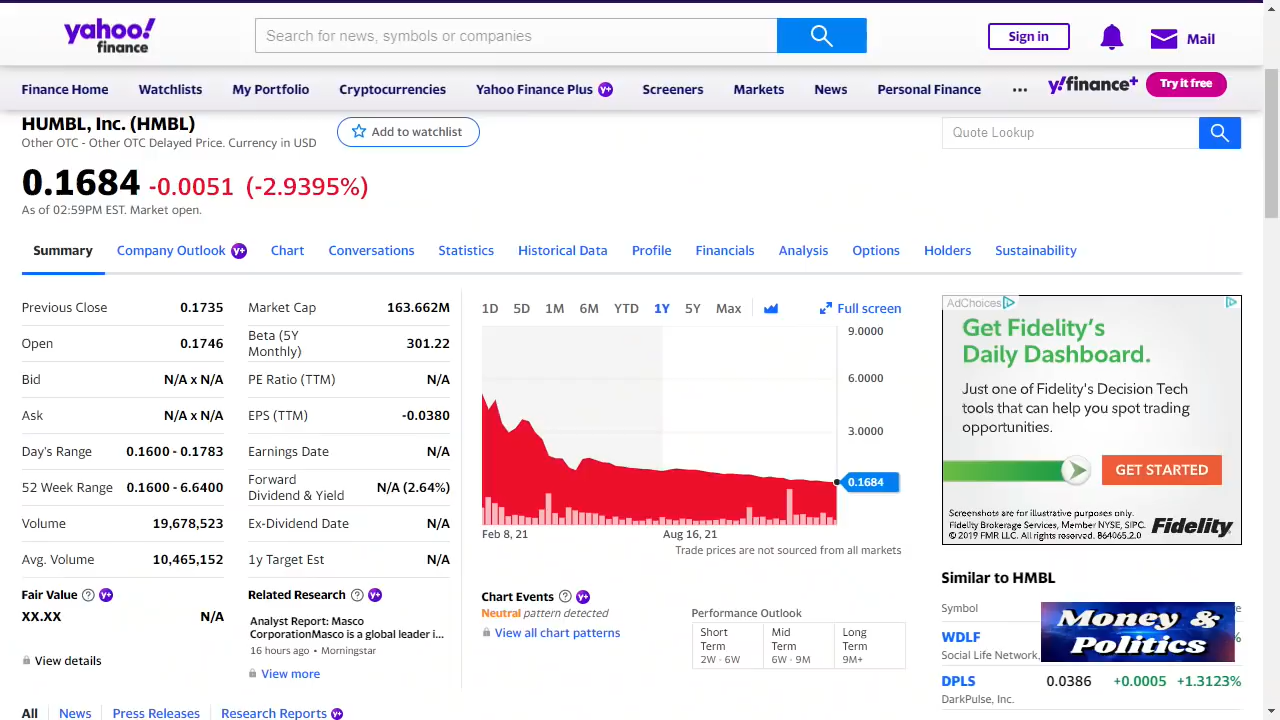 yahoo!
finance
Search for news, symbols or companies
Sign in
Mail
Finance Home
Watchlists
My Portfolio
Cryptocurrencies
Yahoo Finance Plus Y+
Screeners
Markets
News
Personal Finance
...
y!finance+
Try it free
HUMBL, Inc. (HMBL)
Other OTC - Other OTC Delayed Price. Currency in USD
Add to watchlist
Quote Lookup
0.1684 -0.0051 (-2.9395%)
As of 02:59PM EST. Market open.
Summary
Company Outlook Y+
Chart
Conversations
Statistics
Historical Data
Profile
Financials
Analysis
Options
Holders
Sustainability
Previous Close 0.1735
Open 0.1746
Bid N/A x N/A
Ask N/A x N/A
Day's Range 0.1600 - 0.1783
52 Week Range 0.1600 - 6.6400
Volume 19,678,523
Avg. Volume 10,465,152
Market Cap 163.662M
Beta (5Y
Monthly) 301.22
PE Ratio (TTM) N/A
EPS (TTM) -0.0380
Earnings Date N/A
Forward
Dividend & Yield N/A (2.64%)
Ex-Dividend Date N/A
1y Target Est N/A
Fair Value ? Y+
XX.XX N/A
View details
Related Research ? Y+
Analyst Report: Masco
CorporationMasco is a global leader i...
16 hours ago • Morningstar
View more
1D 5D 1M 6M YTD 1Y 5Y Max
Full screen
9.0000
6.0000
3.0000
0.1684
Feb 8, 21
Aug 16, 21
Trade prices are not sourced from all markets
Chart Events ? Y+
Neutral pattern detected
View all chart patterns
Performance Outlook
Short
Term
2W - 6W
Mid
Term
6W - 9M
Long
Term
9M+
AdChoices
Get Fidelity's
Daily Dashboard.
Just one of Fidelity's Decision Tech
tools that can help you spot trading
opportunities.
GET STARTED
Screenshots are for illustrative purposes only.
Fidelity Brokerage Services, Member NYSE, SIPC.
© 2019 FMR LLC. All rights reserved. 864065.2.0
Fidelity
Similar to HMBL
Symbol
WDLF
Social Life Network,
%
Money &
Politics
DPLS 0.0386 +0.0005 +1.3123%
DarkPulse, Inc.
All
News
Press Releases
Research Reports Y+